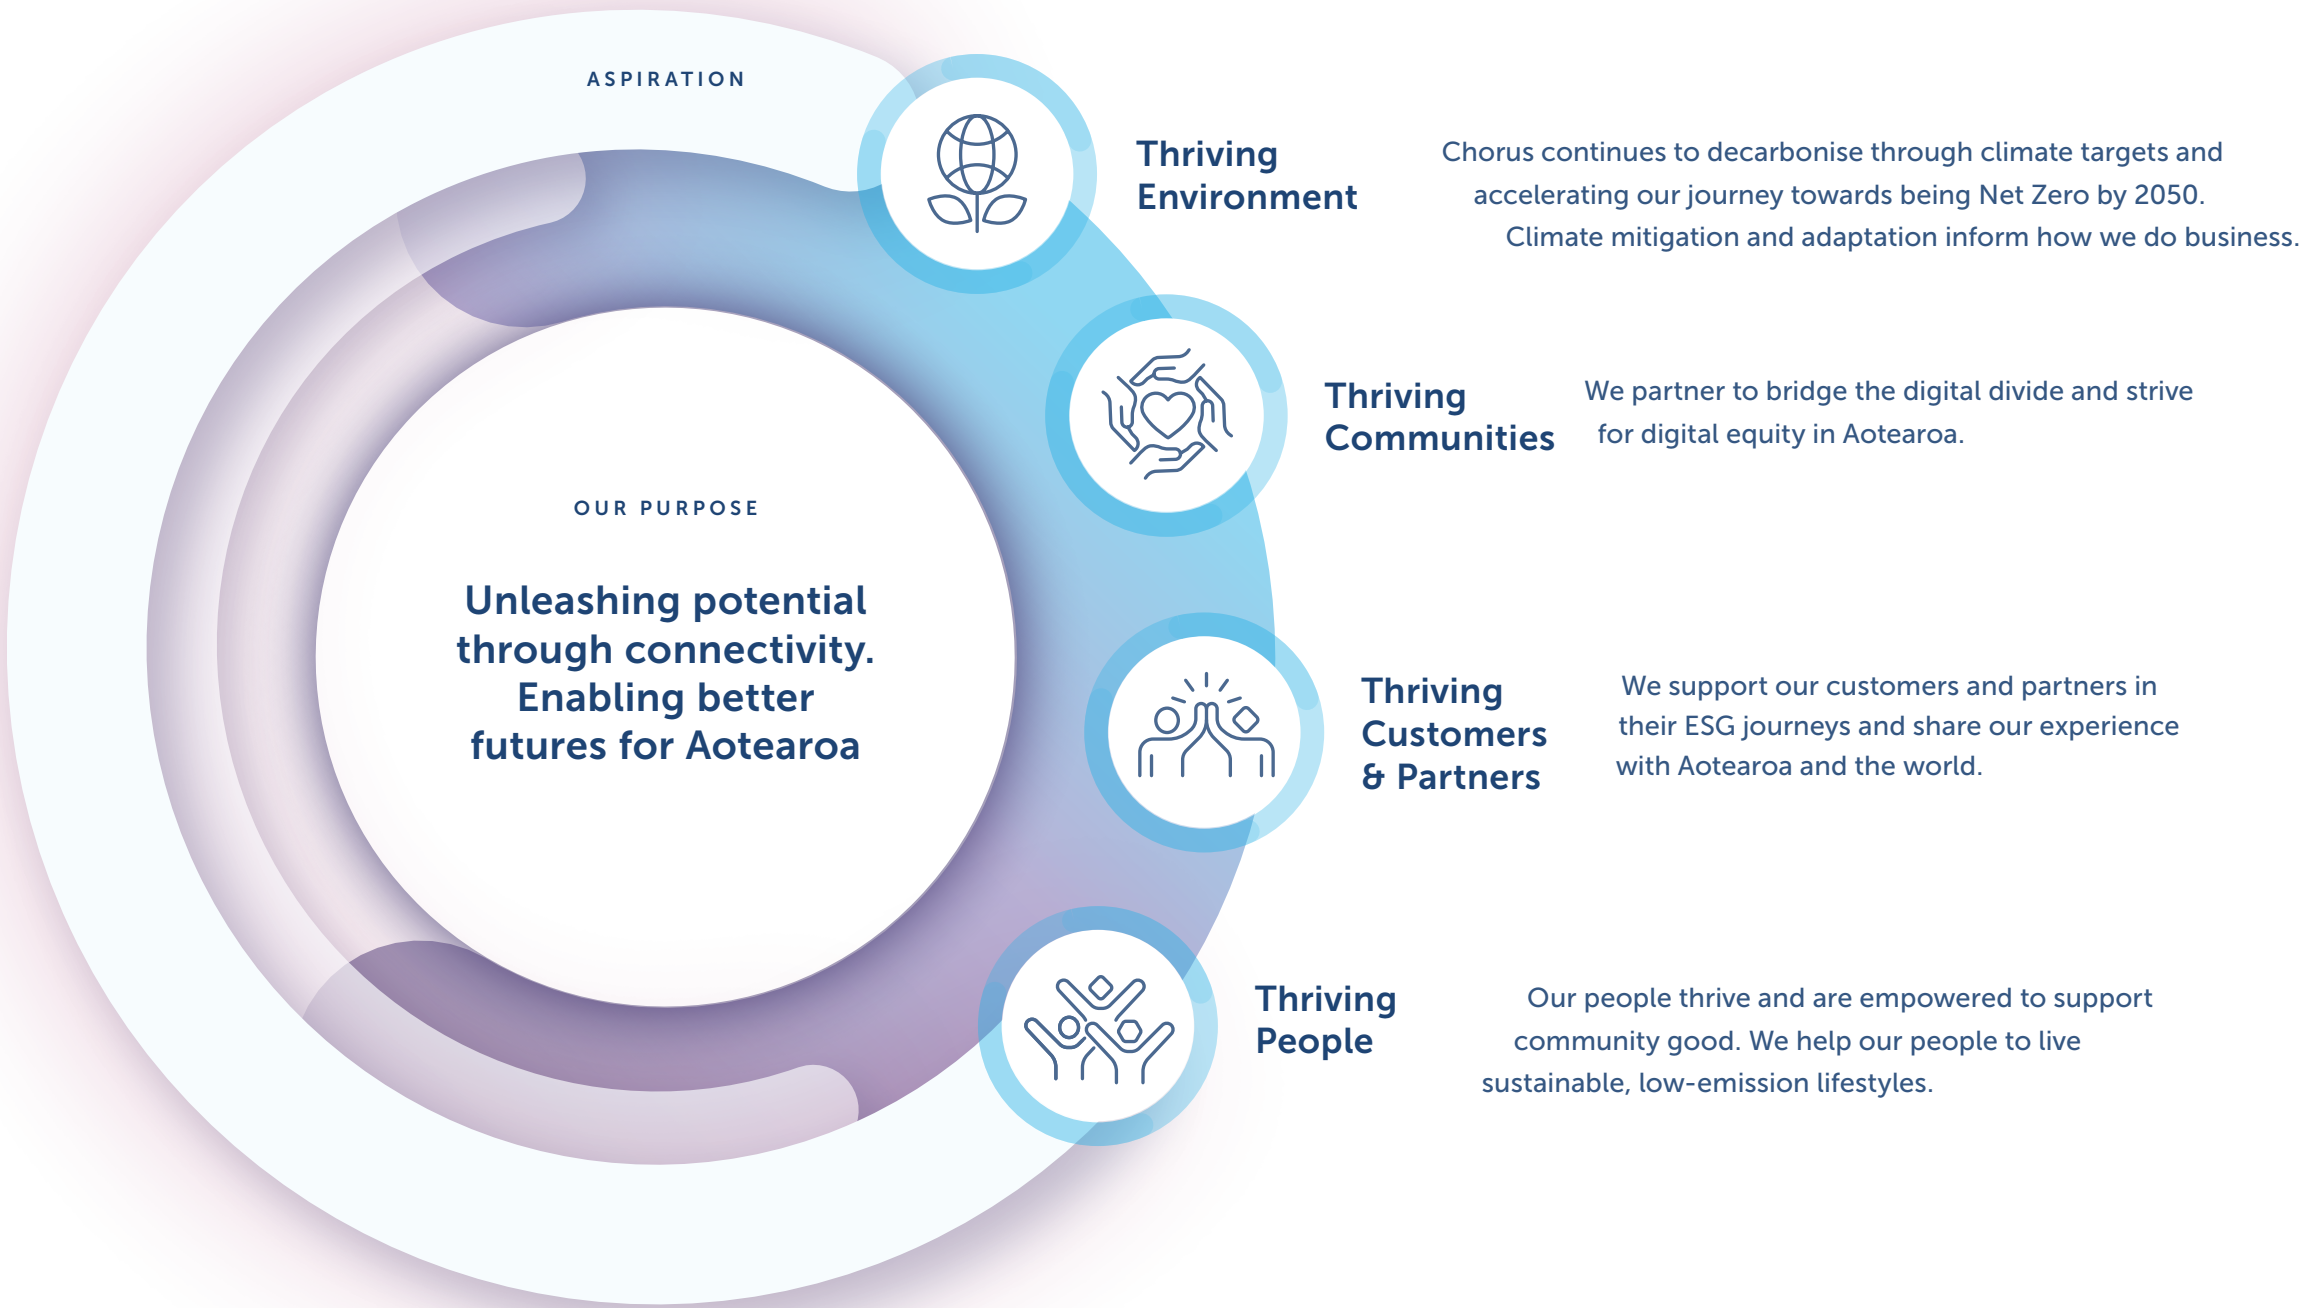 ASPIRATION
OUR PURPOSE
Unleashing potential
through connectivity.
Enabling better
futures for Aotearoa
Thriving
Environment
Chorus continues to decarbonise through climate targets and
accelerating our journey towards being Net Zero by 2050.
Climate mitigation and adaptation inform how we do business.
Thriving
Communities
We partner to bridge the digital divide and strive
for digital equity in Aotearoa.
Thriving
Customers
& Partners
We support our customers and partners in
their ESG journeys and share our experience
with Aotearoa and the world.
Thriving
People
Our people thrive and are empowered to support
community good. We help our people to live
sustainable, low-emission lifestyles.